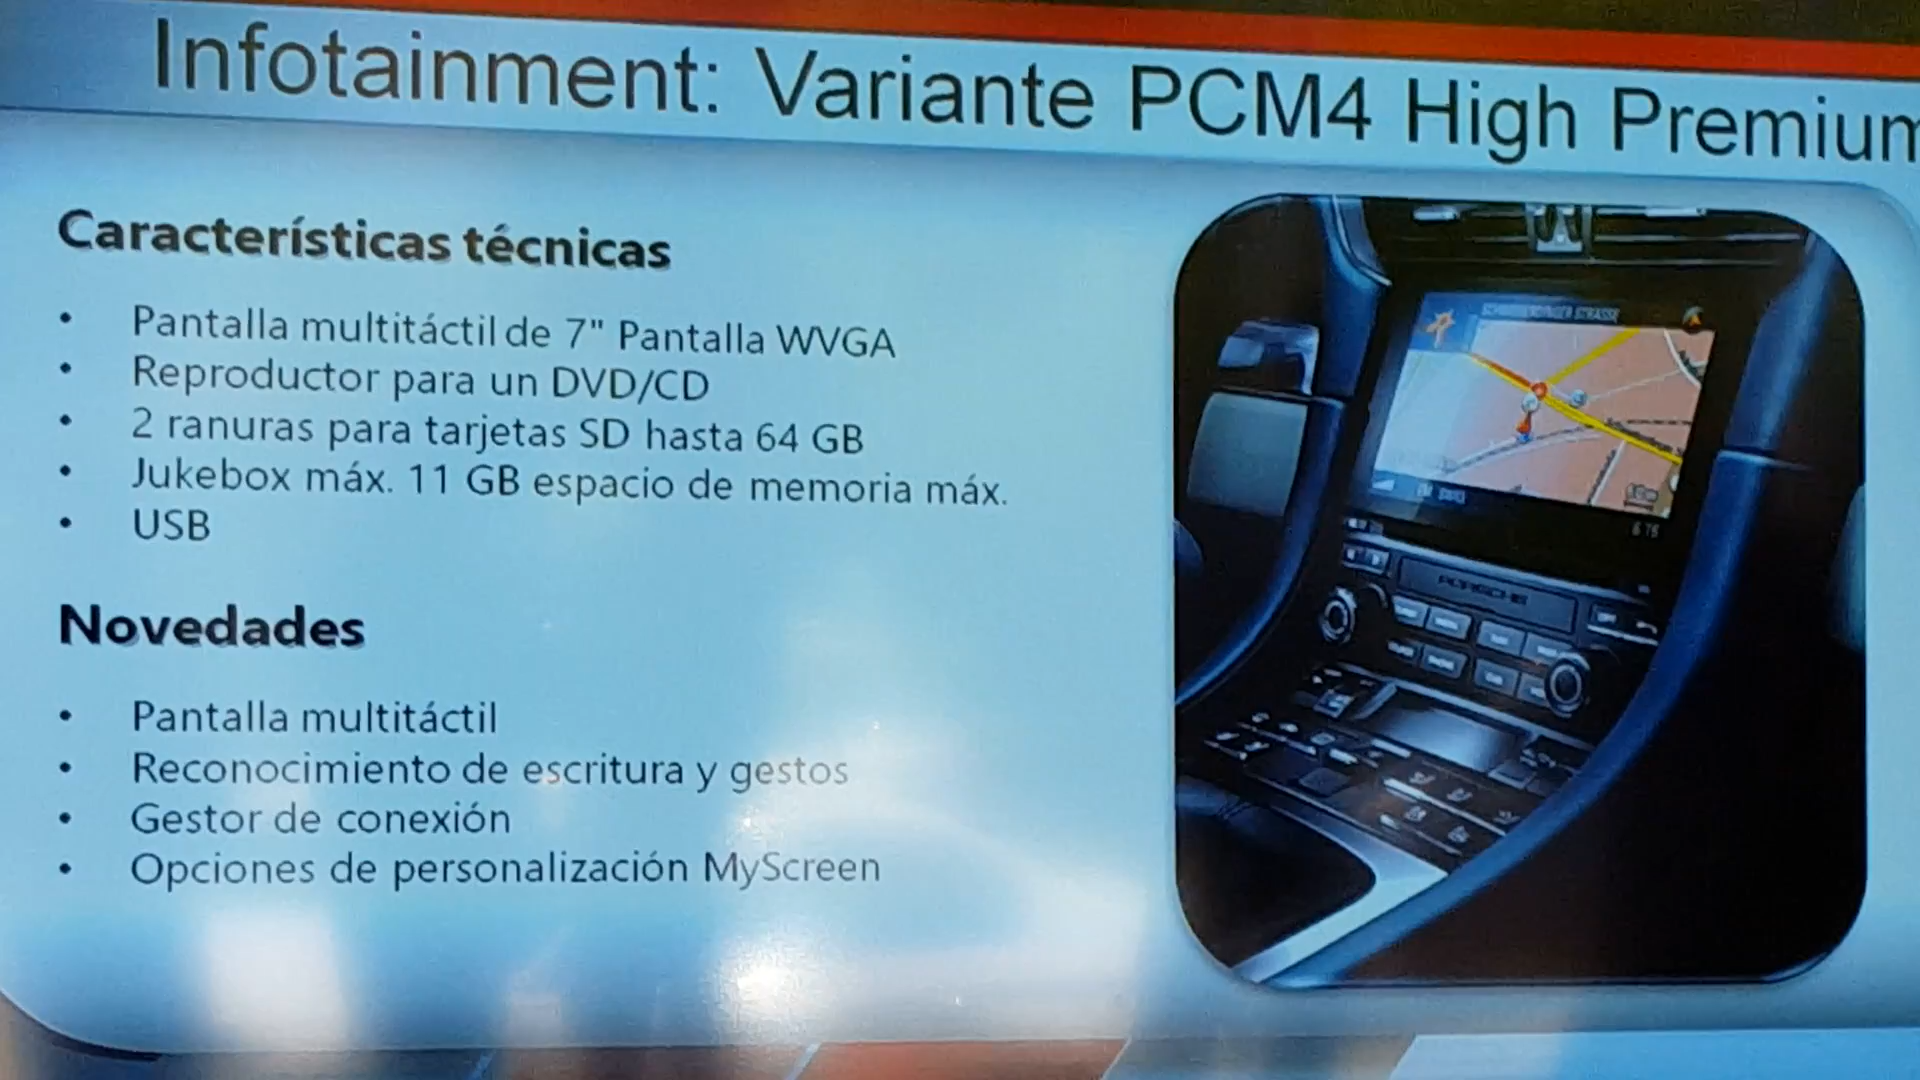 Infotainment: Variante PCM4 High Premium
Características técnicas
• Pantalla multitáctil de 7" Pantalla WVGA
• Reproductor para un DVD/CD
• 2 ranuras para tarjetas SD hasta 64 GB
• Jukebox máx. 11 GB espacio de memoria máx.
• USB
Novedades
• Pantalla multitáctil
• Reconocimiento de escritura y gestos
• Gestor de conexión
• Opciones de personalización MyScreen
PORSCHE